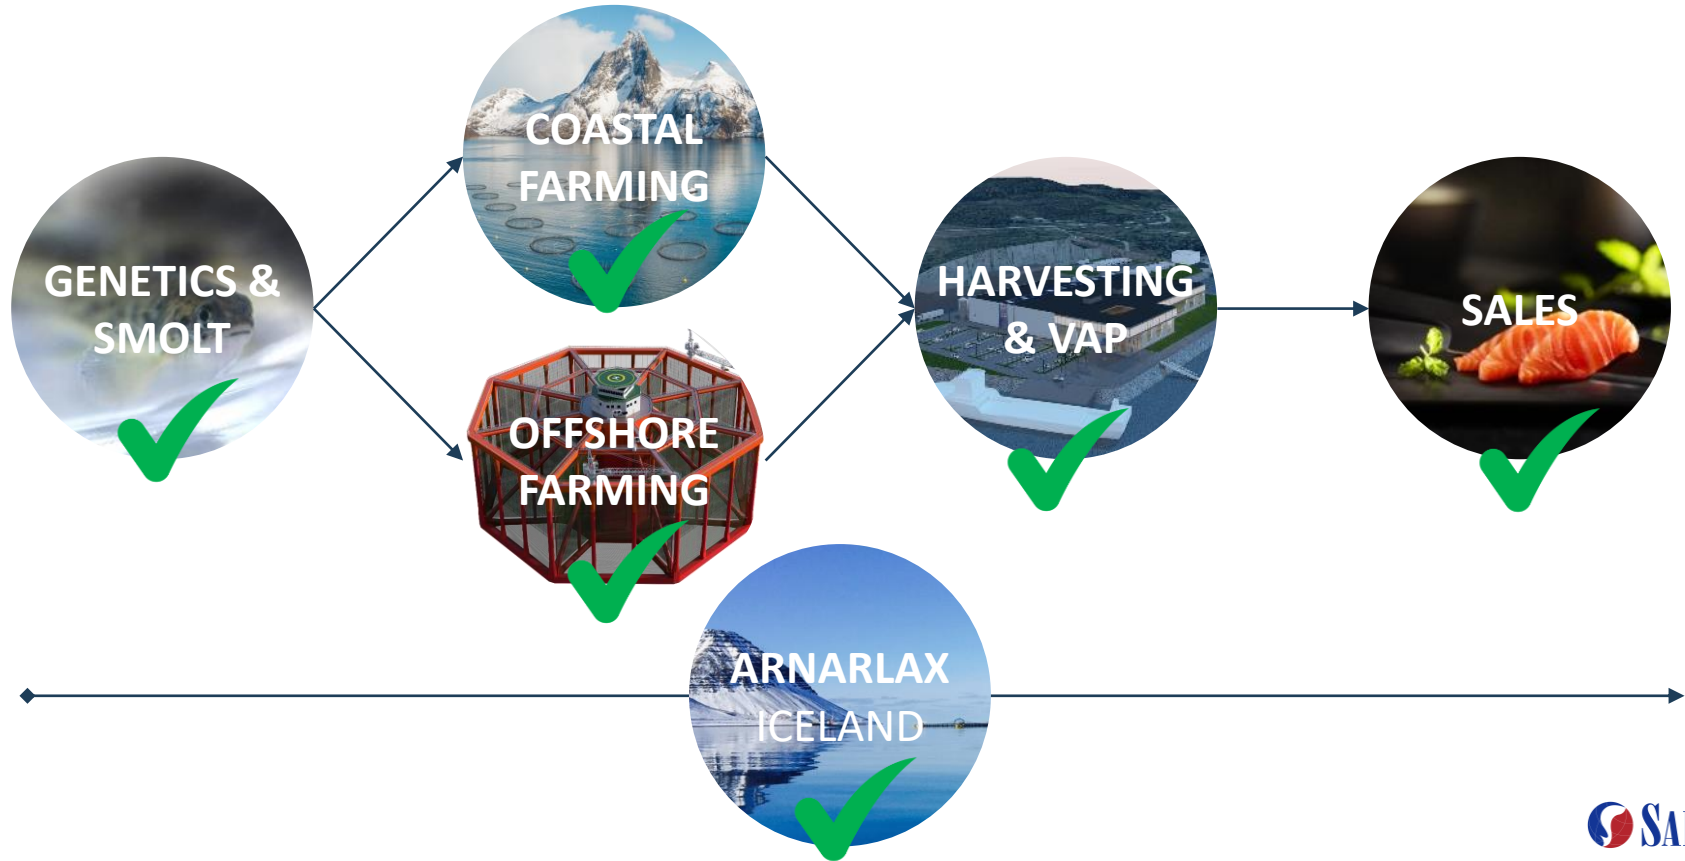 COASTAL
FARMING
GENETICS &
SMOLT
OFFSHORE
FARMING
HARVESTING
& VAP
SALES
ARNARLAX
ICELAND